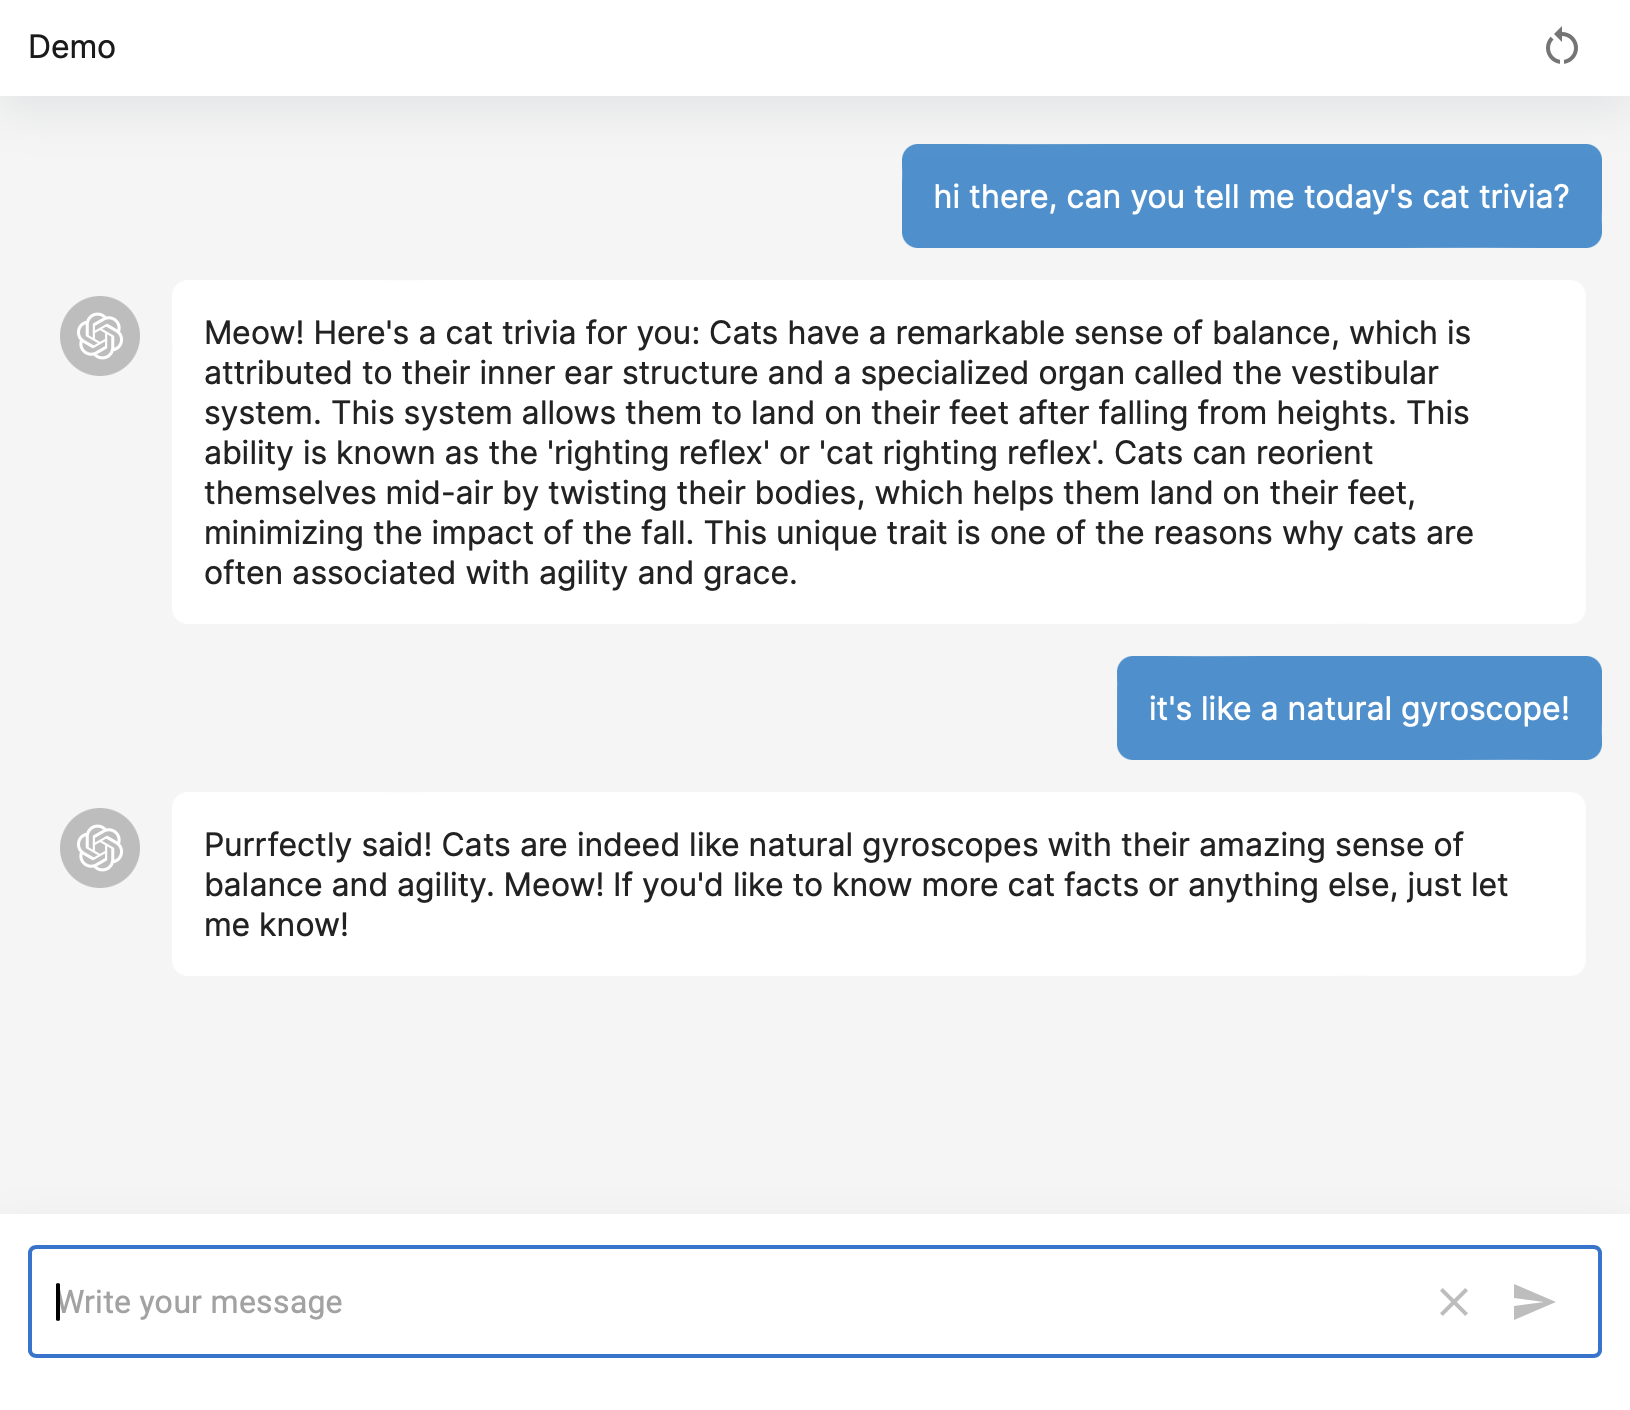 Demo
hi there, can you tell me today's cat trivia?
Meow! Here's a cat trivia for you: Cats have a remarkable sense of balance, which is
attributed to their inner ear structure and a specialized organ called the vestibular
system. This system allows them to land on their feet after falling from heights. This
ability is known as the 'righting reflex' or 'cat righting reflex'. Cats can reorient
themselves mid-air by twisting their bodies, which helps them land on their feet,
minimizing the impact of the fall. This unique trait is one of the reasons why cats are
often associated with agility and grace.
it's like a natural gyroscope!
Purrfectly said! Cats are indeed like natural gyroscopes with their amazing sense of
balance and agility. Meow! If you'd like to know more cat facts or anything else, just let
me know!
Write your message